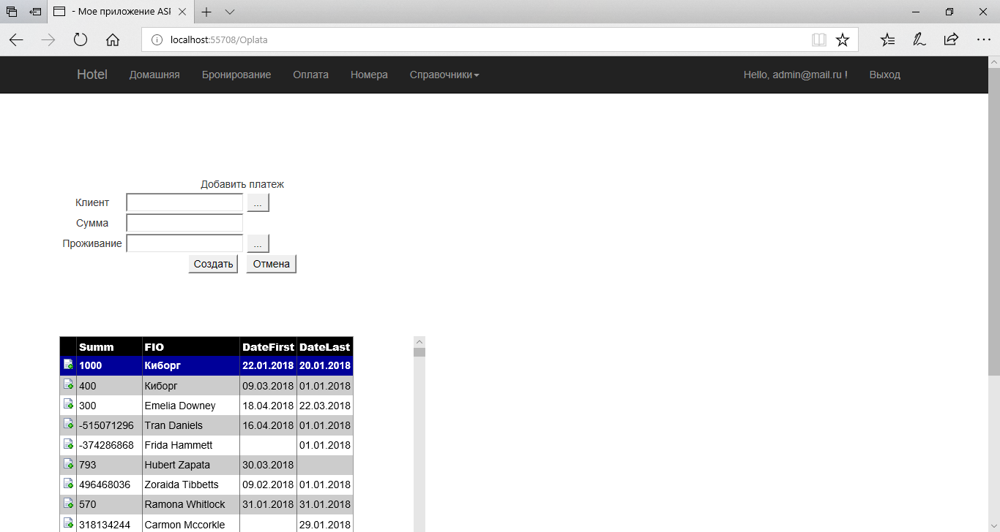 - Мое приложение ASI
localhost:55708/Oplata
Hotel Домашняя Бронирование Оплата Номера Справочники Hello, admin@mail.ru ! Выход
Добавить платеж
Клиент ...
Сумма
Проживание ...
Создать Отмена
Summ FIO DateFirst DateLast
1000 Киборг 22.01.2018 20.01.2018
400 Киборг 09.03.2018 01.01.2018
300 Emelia Downey 18.04.2018 22.03.2018
-515071296 Tran Daniels 16.04.2018 01.01.2018
-374286868 Frida Hammett 01.01.2018
793 Hubert Zapata 30.03.2018
496468036 Zoraida Tibbetts 09.02.2018 01.01.2018
570 Ramona Whitlock 31.01.2018 31.01.2018
318134244 Carmon Mccorkle 29.01.2018